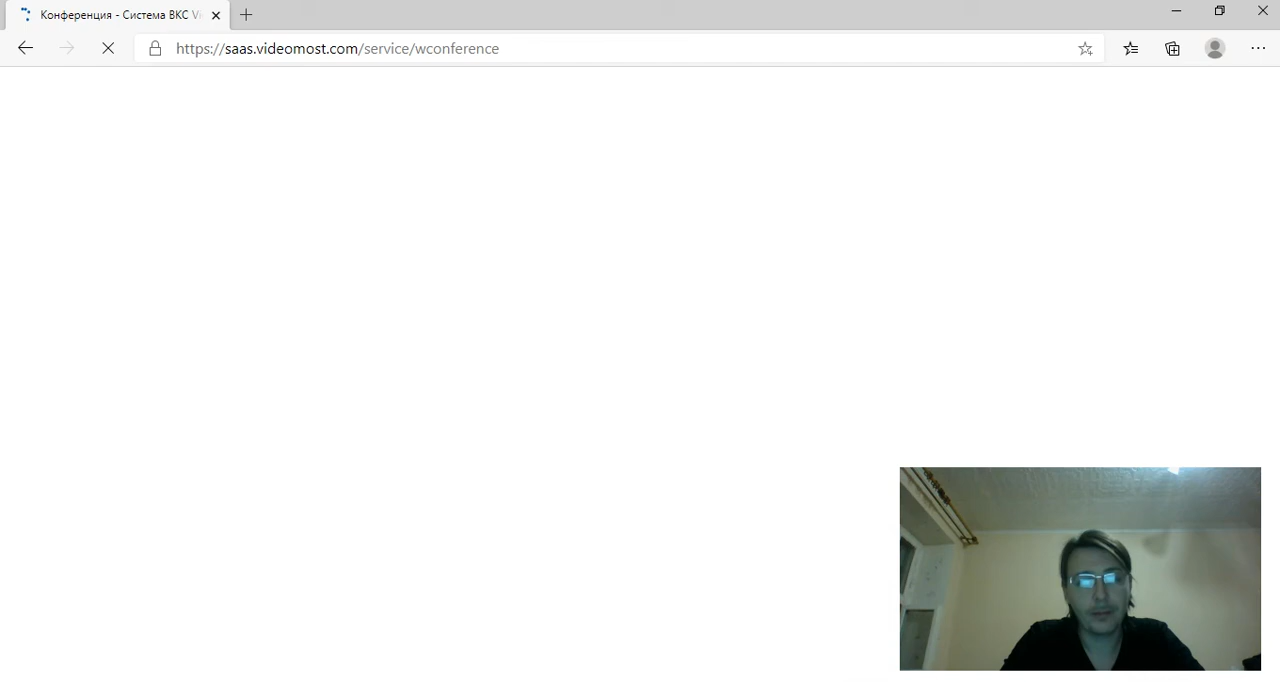 Конференция - Система ВКС
https://saas.videomost.com/service/wconference